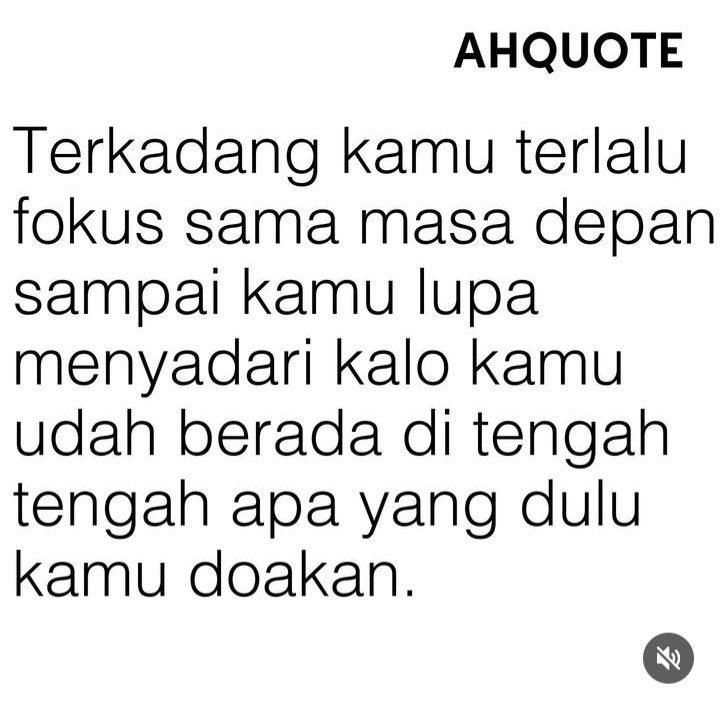 AHQUOTE
Terkadang kamu terlalu
fokus sama masa depan
sampai kamu lupa
menyadari kalo kamu
udah berada di tengah
tengah apa yang dulu
kamu doakan.